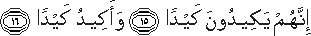 إِنَّهُمْ يَكِيدُونَ كَيْدًا ۝١٥ وَأَكِيدُ كَيْدًا ۝١٦